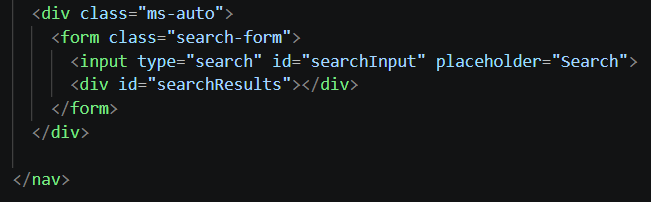 <div class="ms-auto">
<form class="search-form">
<input type="search" id="searchInput" placeholder="Search">
<div id="searchResults"></div>
</form>
</div>
</nav>